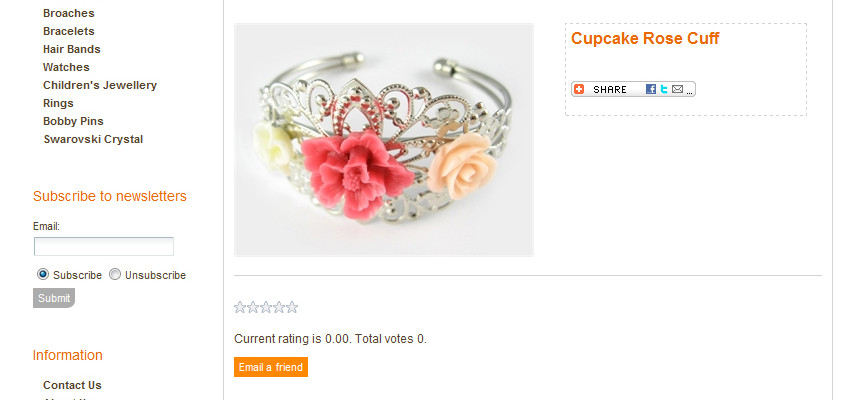 Broaches
Bracelets
Hair Bands
Watches
Children's Jewellery
Rings
Bobby Pins
Swarovski Crystal
Subscribe to newsletters
Email:
Subscribe Unsubscribe
Submit
Information
Contact Us
Cupcake Rose Cuff
SHARE ...
Current rating is 0.00. Total votes 0.
Email a friend